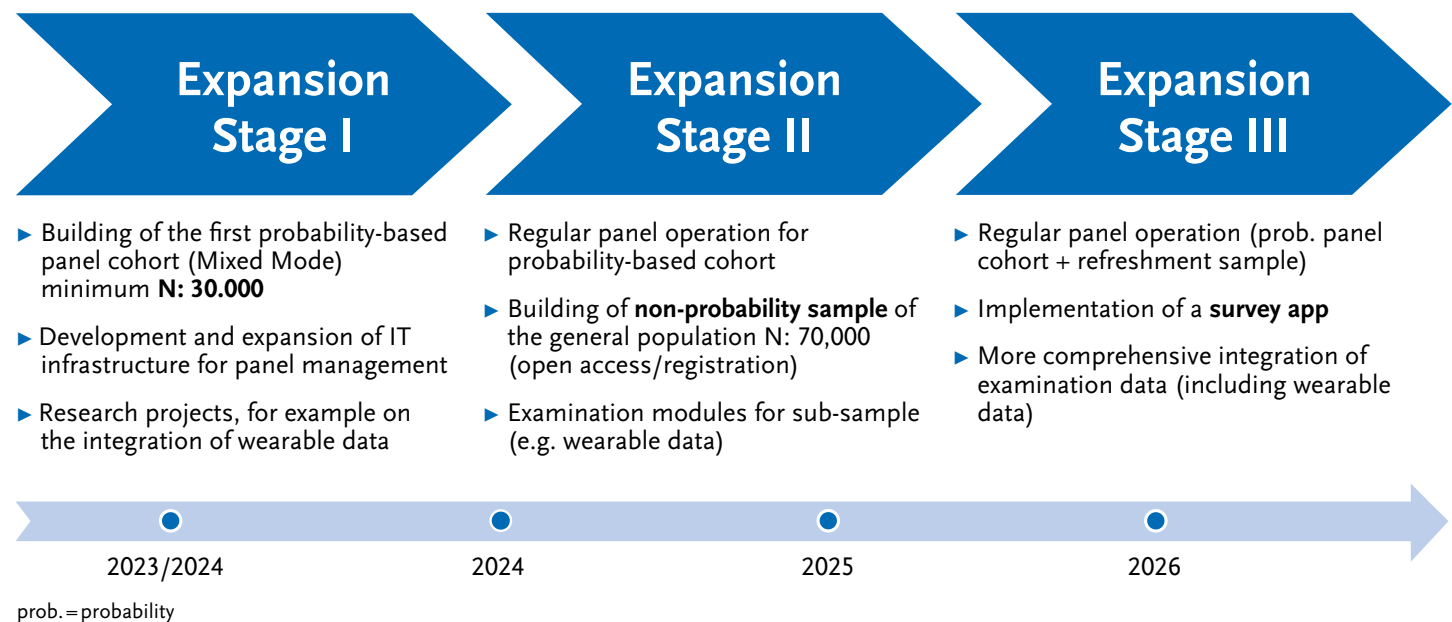 Expansion
Stage I
Expansion
Stage II
Expansion
Stage III
► Building of the first probability-based
panel cohort (Mixed Mode)
minimum N: 30.000
► Development and expansion of IT
infrastructure for panel management
► Research projects, for example on
the integration of wearable data
► Regular panel operation for
probability-based cohort
► Building of non-probability sample of
the general population N: 70,000
(open access/registration)
► Examination modules for sub-sample
(e.g. wearable data)
► Regular panel operation (prob. panel
cohort + refreshment sample)
► Implementation of a survey app
► More comprehensive integration of
examination data (including wearable
data)
2023/2024
2024
2025
2026
prob. = probability